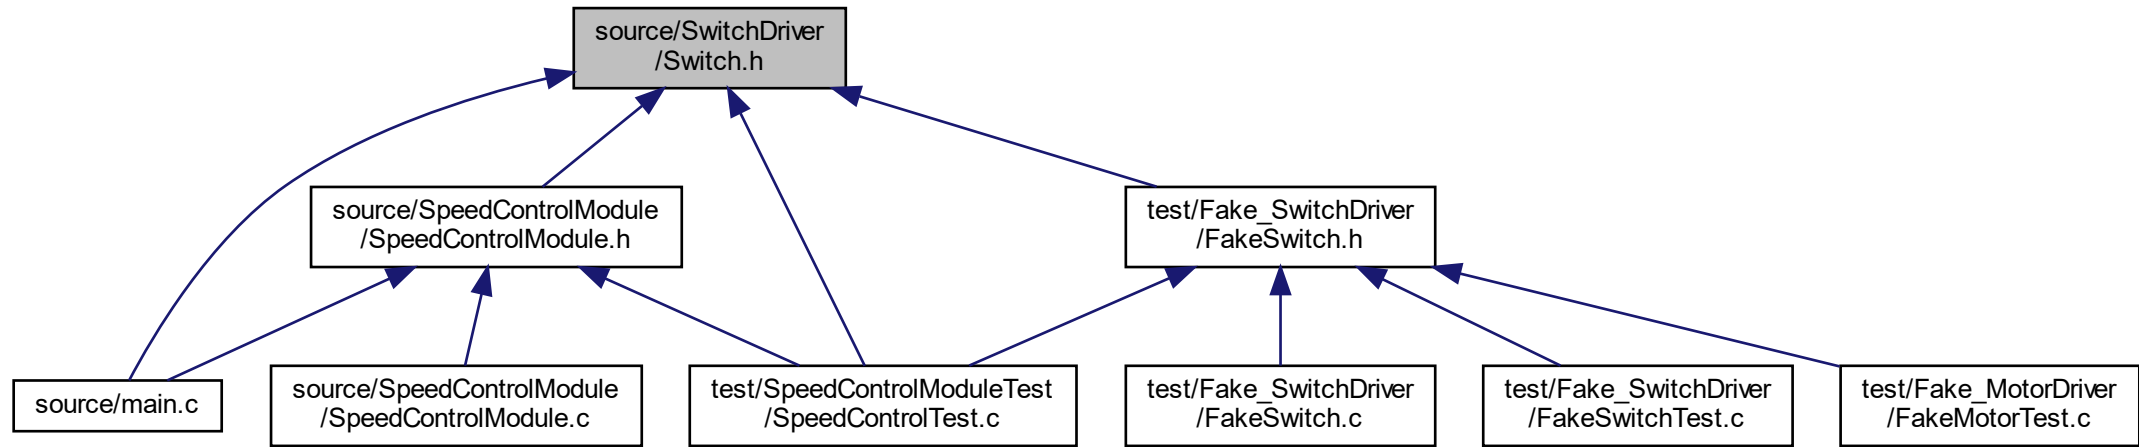 source/SwitchDriver
/Switch.h
source/SpeedControlModule
/SpeedControlModule.h
test/Fake_SwitchDriver
/FakeSwitch.h
source/main.c
source/SpeedControlModule
/SpeedControlModule.c
test/SpeedControlModuleTest
/SpeedControlTest.c
test/Fake_SwitchDriver
/FakeSwitch.c
test/Fake_SwitchDriver
/FakeSwitchTest.c
test/Fake_MotorDriver
/FakeMotorTest.c